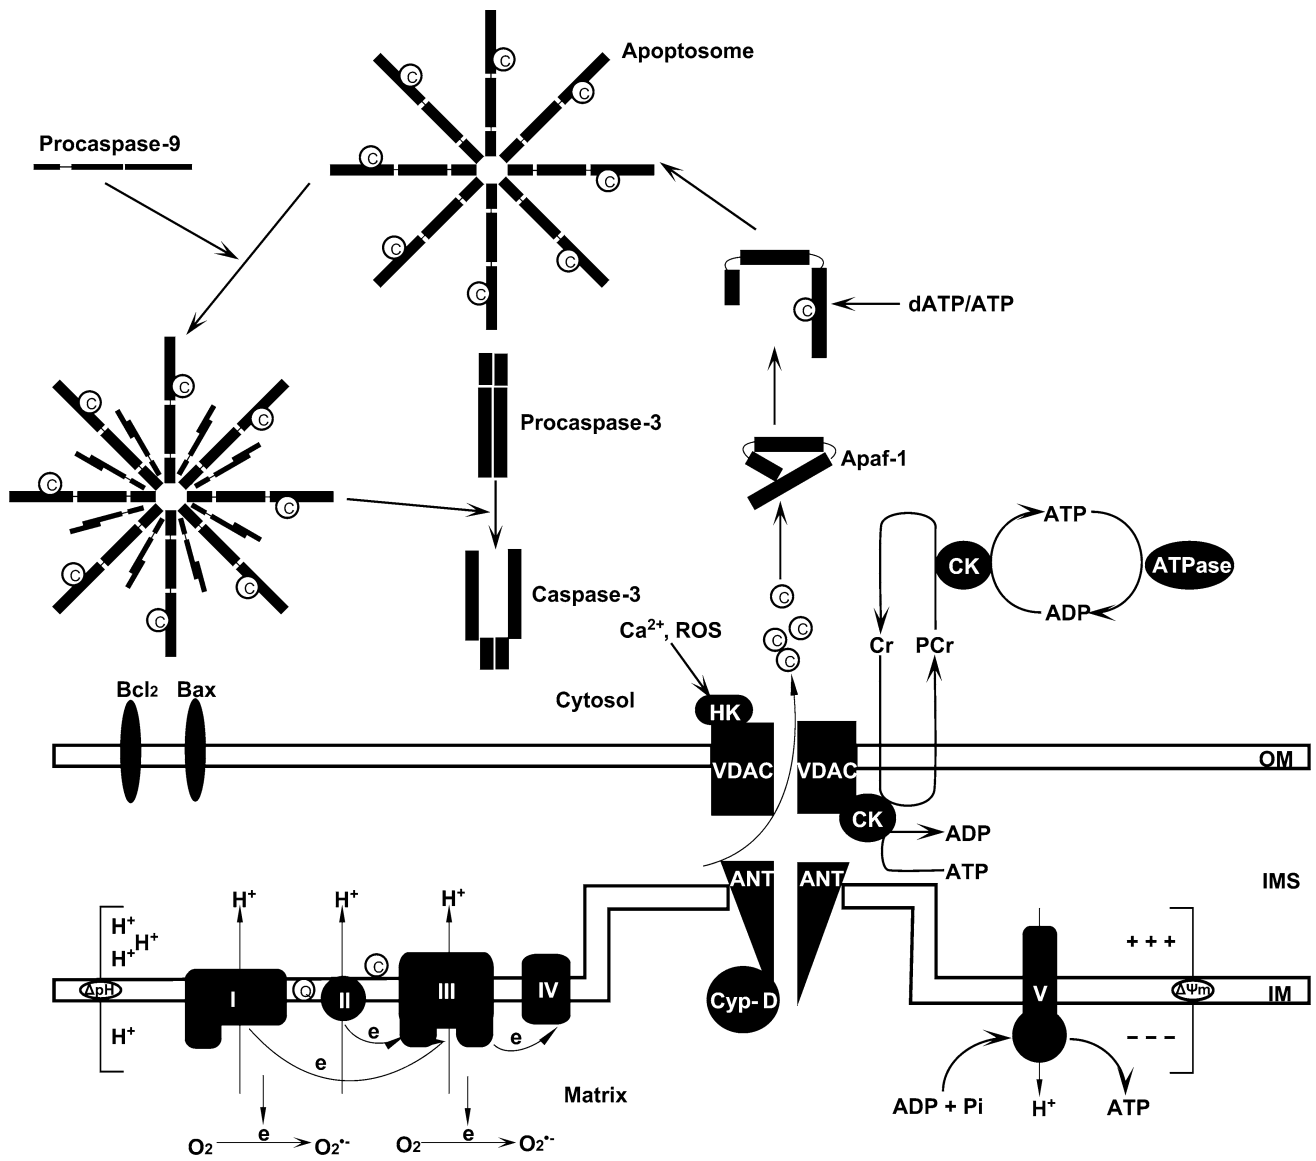 Apoptosome
C
C
C
C
C
C
C
C
Procaspase-9
dATP/ATP
C
Procaspase-3
Apaf-1
C
C
C
C
C
C
C
C
ATP
CK
ATPase
ADP
Caspase-3
C
C
C
C
Ca2+, ROS
Cr
PCr
Bcl2
Bax
Cytosol
HK
VDAC
VDAC
OM
CK
ADP
ATP
ANT
ANT
IMS
H+
H+
H+
H+
H+
H+
+ + +
C
ΔpH
I
Q
II
III
IV
Cyp-D
V
ΔΨm
IM
H+
e
e
e
- - -
Matrix
ADP + Pi
H+
ATP
O2
e
O2•-
O2
e
O2•-